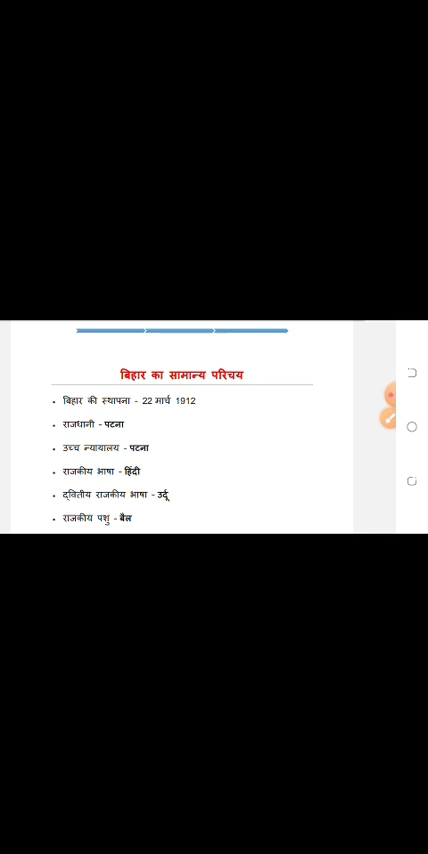 बिहार का सामान्य परिचय
• बिहार की स्थापना - 22 मार्च 1912
• राजधानी - पटना
• उच्च न्यायालय - पटना
• राजकीय भाषा - हिंदी
• द्वितीय राजकीय भाषा - उर्दू
• राजकीय पशु - बैल